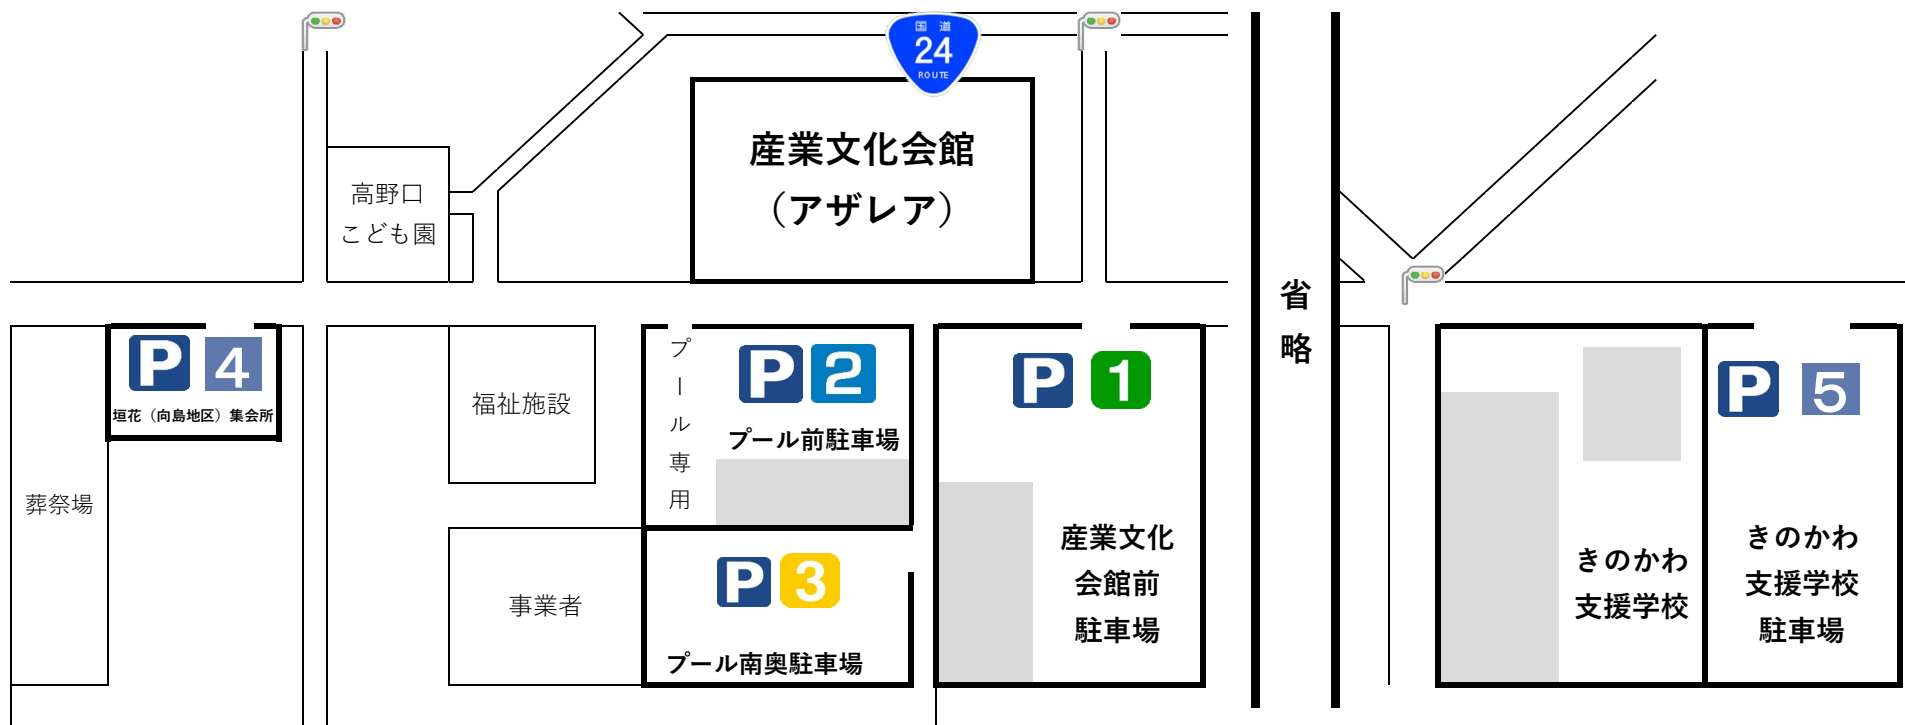 国道
24
ROUTE
産業文化会館
（アザレア）
高野口
こども園
省略
P 4
垣花（向島地区）集会所
葬祭場
福祉施設
プール専用
P 2
プール前駐車場
P 1
産業文化
会館前
駐車場
事業者
P 3
プール南奥駐車場
きのかわ
支援学校
P 5
きのかわ
支援学校
駐車場